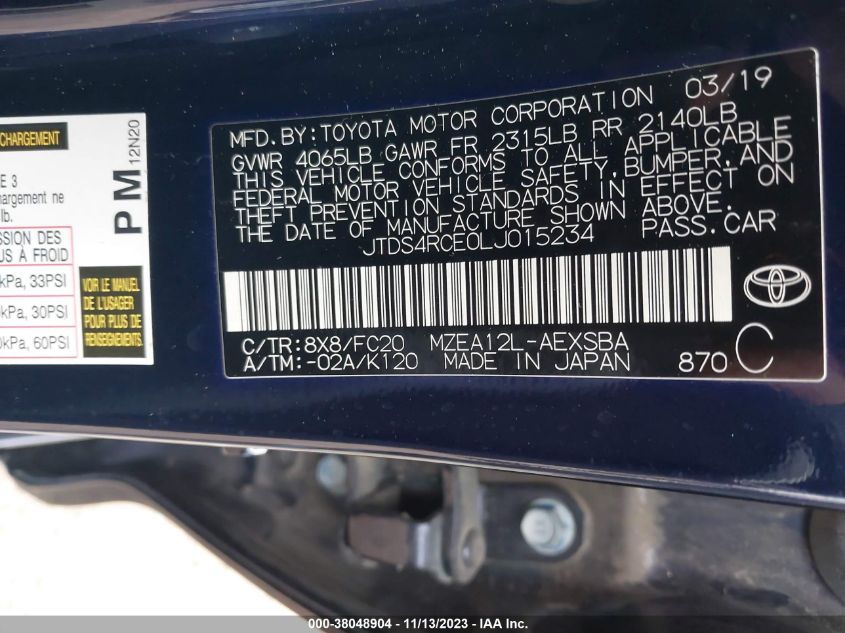 CHARGEMENT
E 3
chargement ne
lb.
SSION DES
US A FROID
kPa, 33PSI
kPa, 30PSI
kPa, 60PSI
PM
12N20
VOIR LE
MANUEL
DE L'USAGER
POUR PLUS DE
RENSEIGNEMENTS
03/19
MFD.BY:TOYOTA MOTOR CORPORATION
GVWR 4065LB GAWR FR 2315LB RR 2140LB
THIS VEHICLE CONFORMS TO ALL APPLICABLE
FEDERAL MOTOR VEHICLE SAFETY,BUMPER,AND
THEFT PREVENTION STANDARDS IN EFFECT ON
THE DATE OF MANUFACTURE SHOWN ABOVE.
JTDS4RCE0LJ015234 PASS.CAR
C/TR:8X8/FC20 MZEA12L-AEXSBA
A/TM:-02A/K120 MADE IN JAPAN 870 C
000-38048904 - 11/13/2023 - IAA Inc.